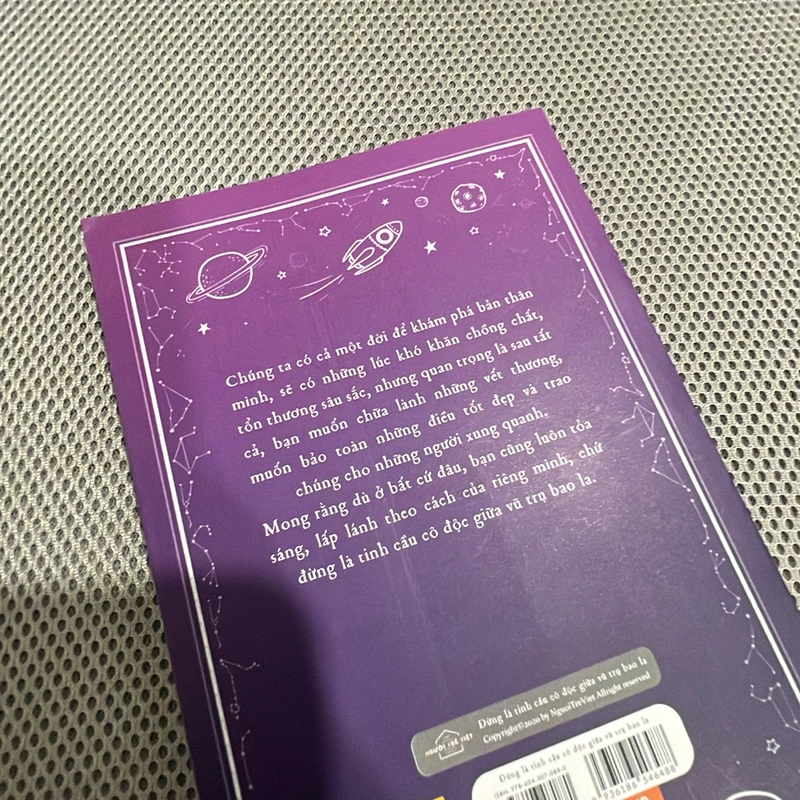 Chúng ta có cả một đời để khám phá bản thân
mình, sẽ có những lúc khó khăn chồng chất,
tổn thương sâu sắc, nhưng quan trọng là sau tất
cả, bạn muốn chữa lành những vết thương,
muốn bảo toàn những điều tốt đẹp và trao
chúng cho những người xung quanh.
Mong rằng dù ở bất cứ đâu, bạn cũng luôn tỏa
sáng, lấp lánh theo cách của riêng mình, chứ
đừng là tinh cầu cô độc giữa vũ trụ bao la.
NGƯỜI TRẺ VIỆT
Đừng là tinh cầu cô độc giữa vũ trụ bao la
Copyright©2020 by NguoiTreViet Allright reserved
Đừng là tinh cầu cô độc giữa vũ trụ bao la
8936186546488